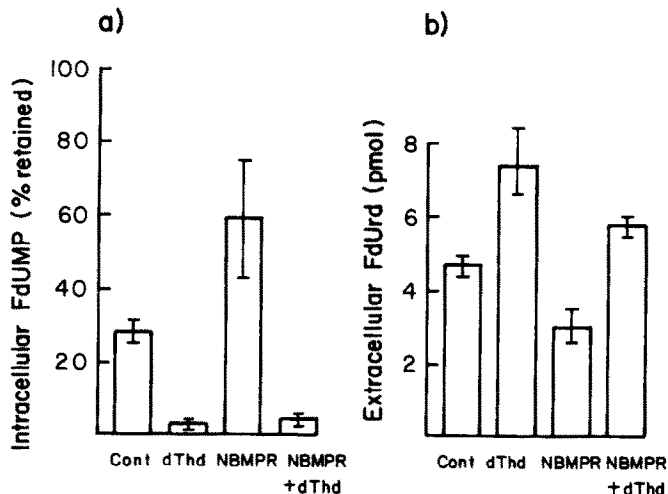 a)
Intracellular FdUMP (% retained)
100
80
60
40
20
Cont dThd NBMPR NBMPR
+dThd
b)
Extracellular FdUrd (pmol)
8
6
4
2
Cont dThd NBMPR NBMPR
+dThd